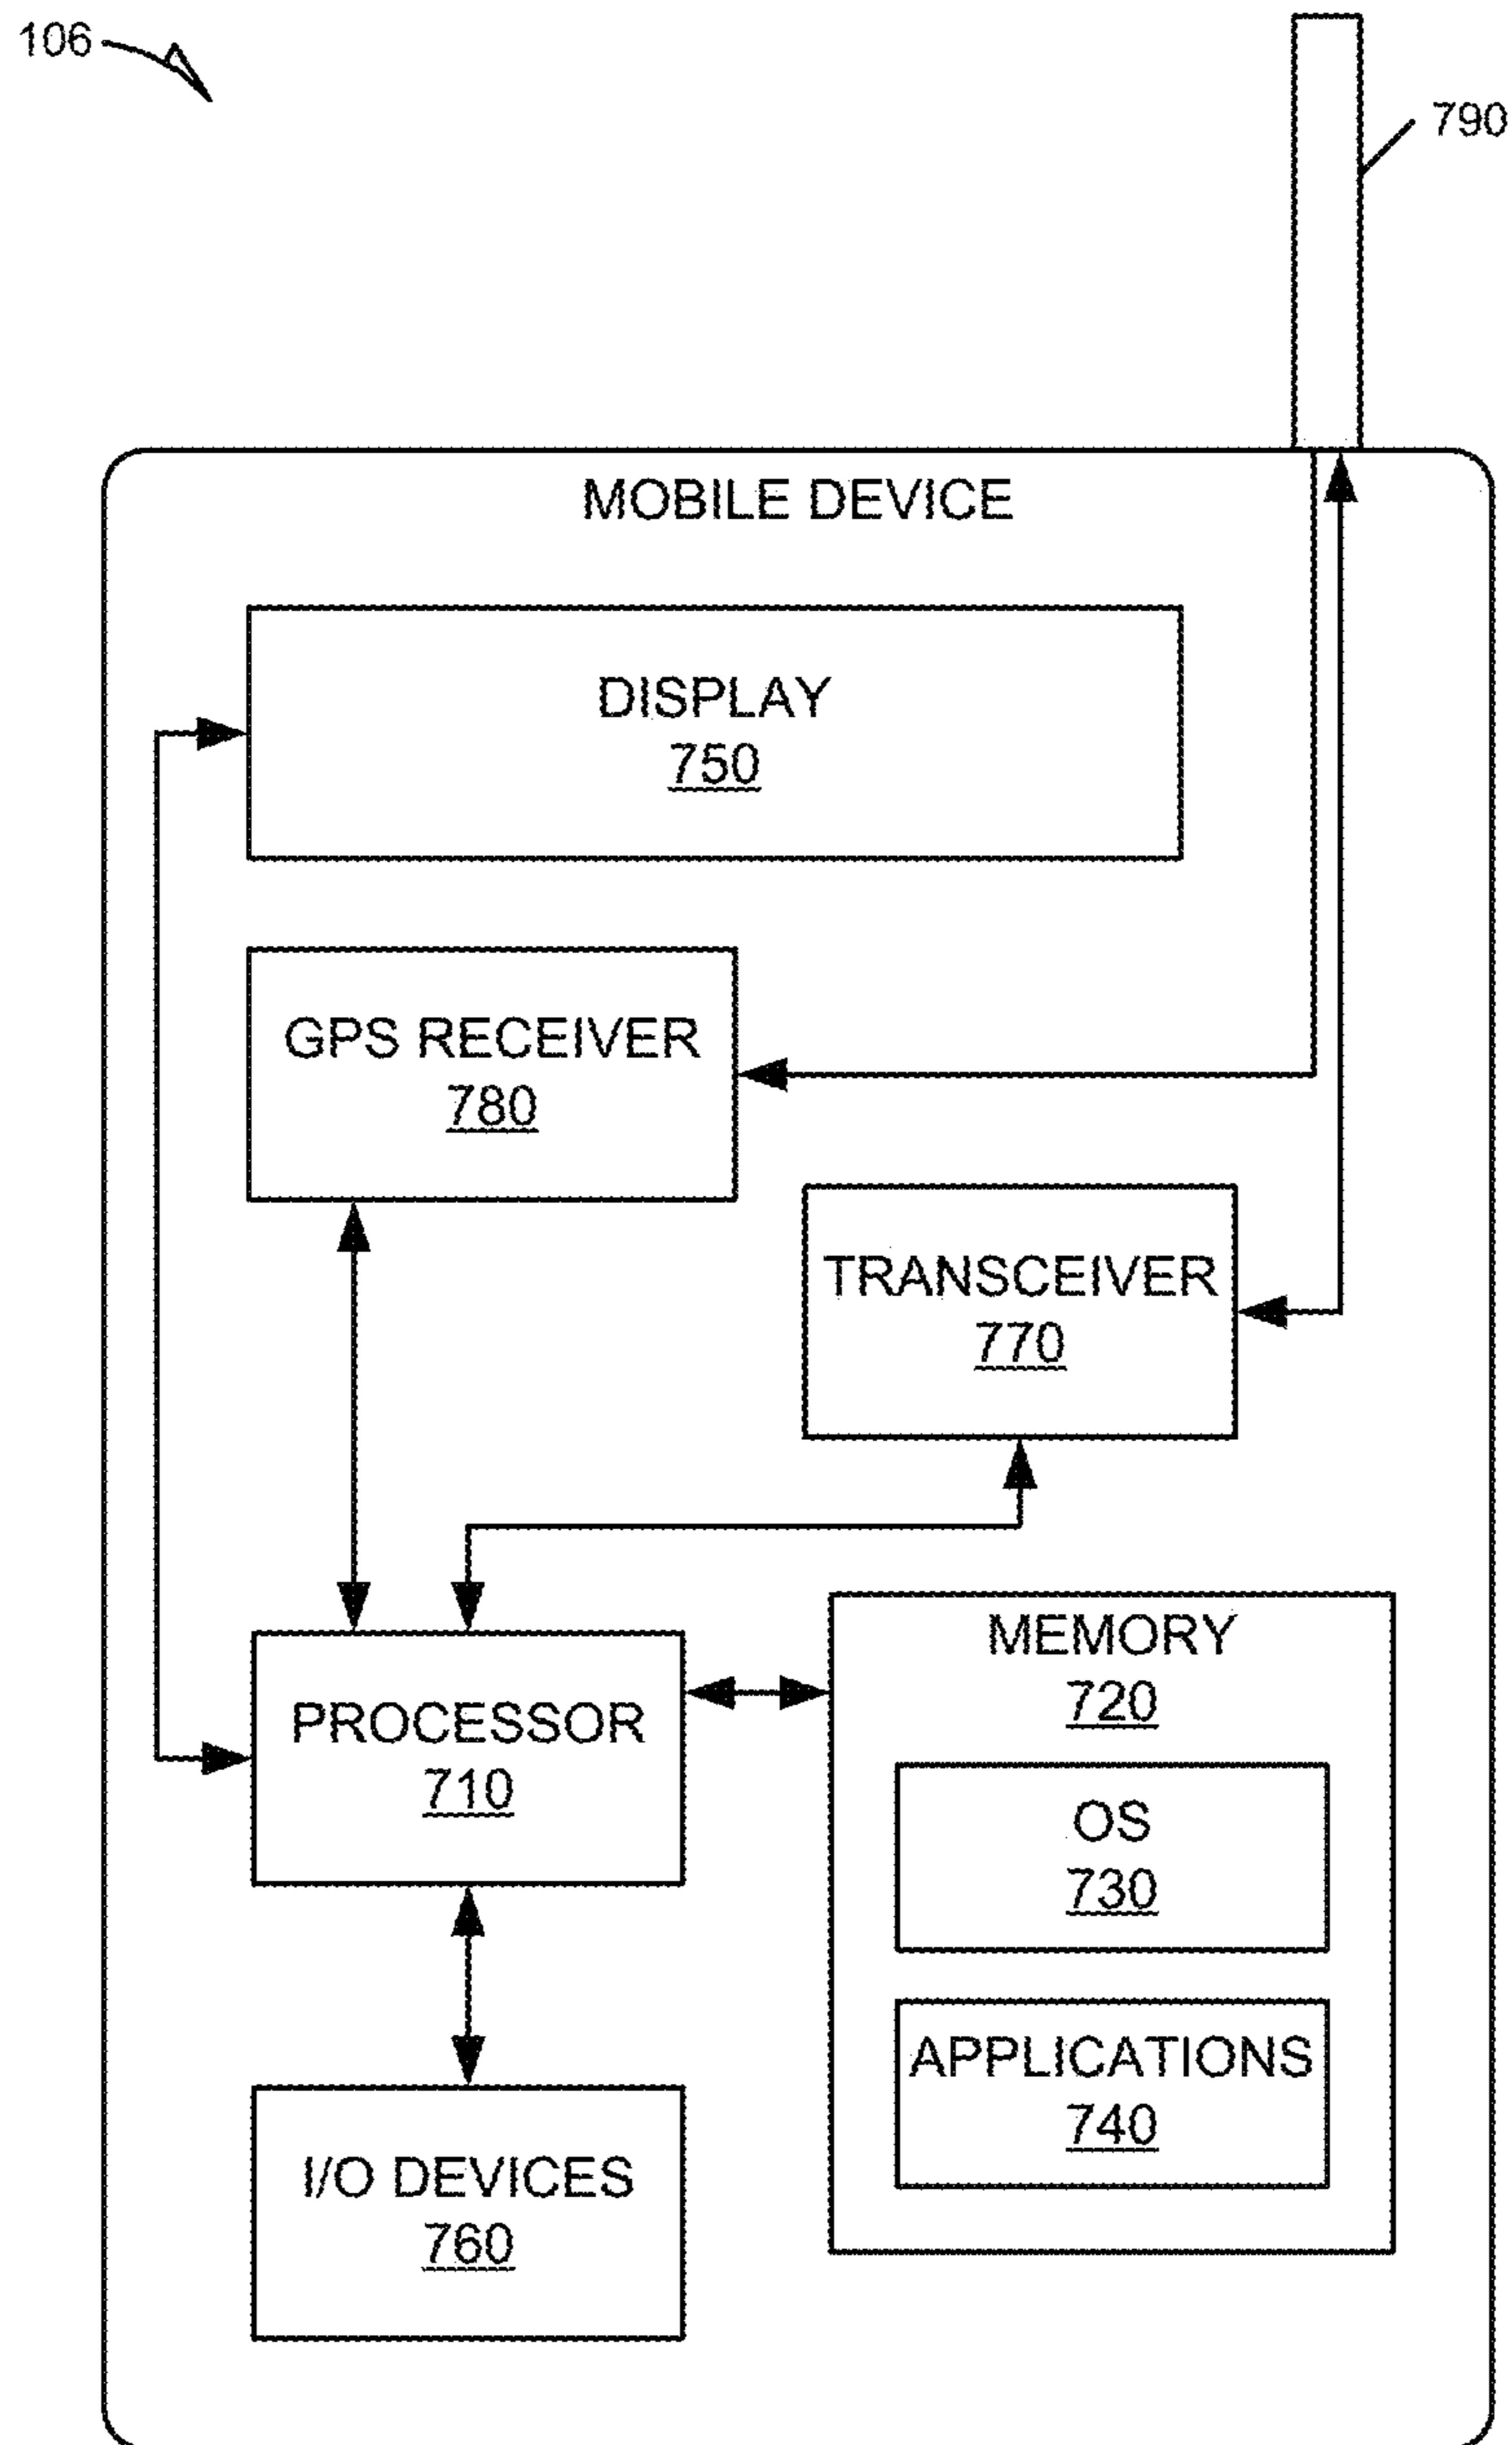 106
790
MOBILE DEVICE
DISPLAY
750
GPS RECEIVER
780
TRANSCEIVER
770
PROCESSOR
710
MEMORY
720
OS
730
APPLICATIONS
740
I/O DEVICES
760